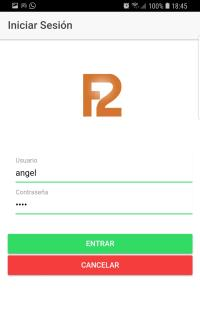 100% 18:45
Iniciar Sesión
F2
Usuario
angel
Contraseña
••••
ENTRAR
CANCELAR